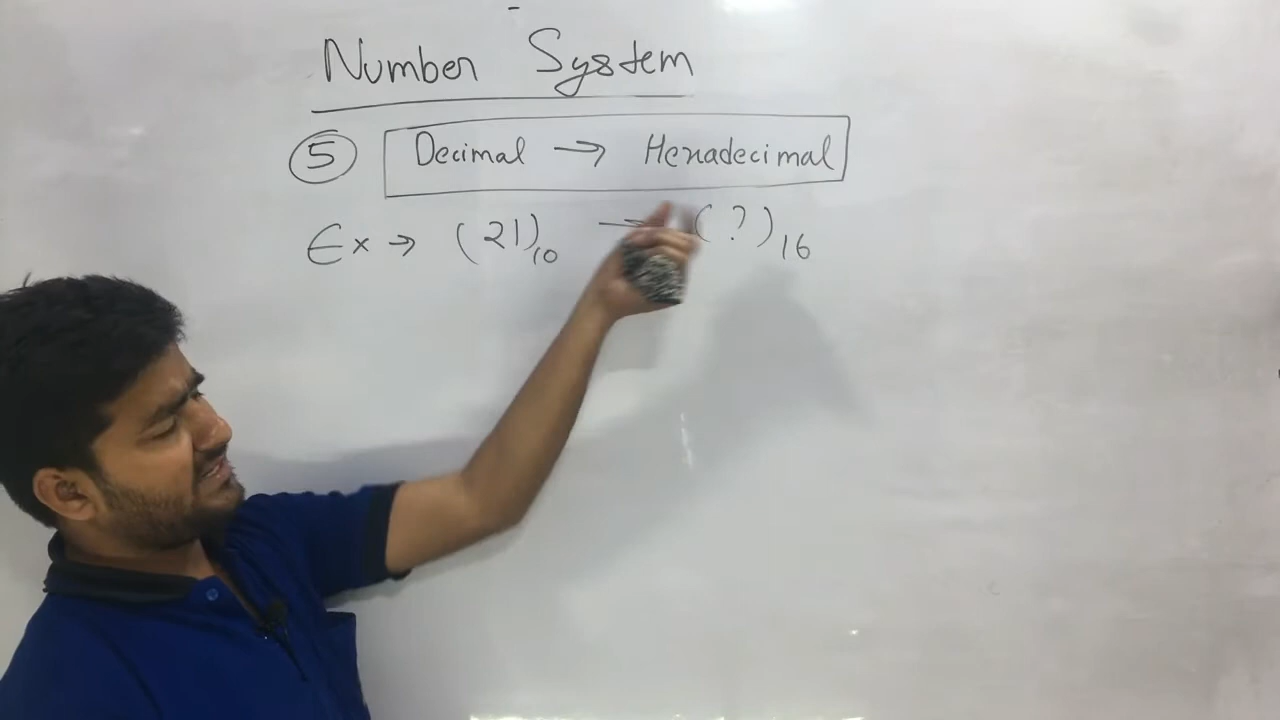 Number System
⑤ Decimal → Hexadecimal
Ex → (21)₁₀ → (?)₁₆